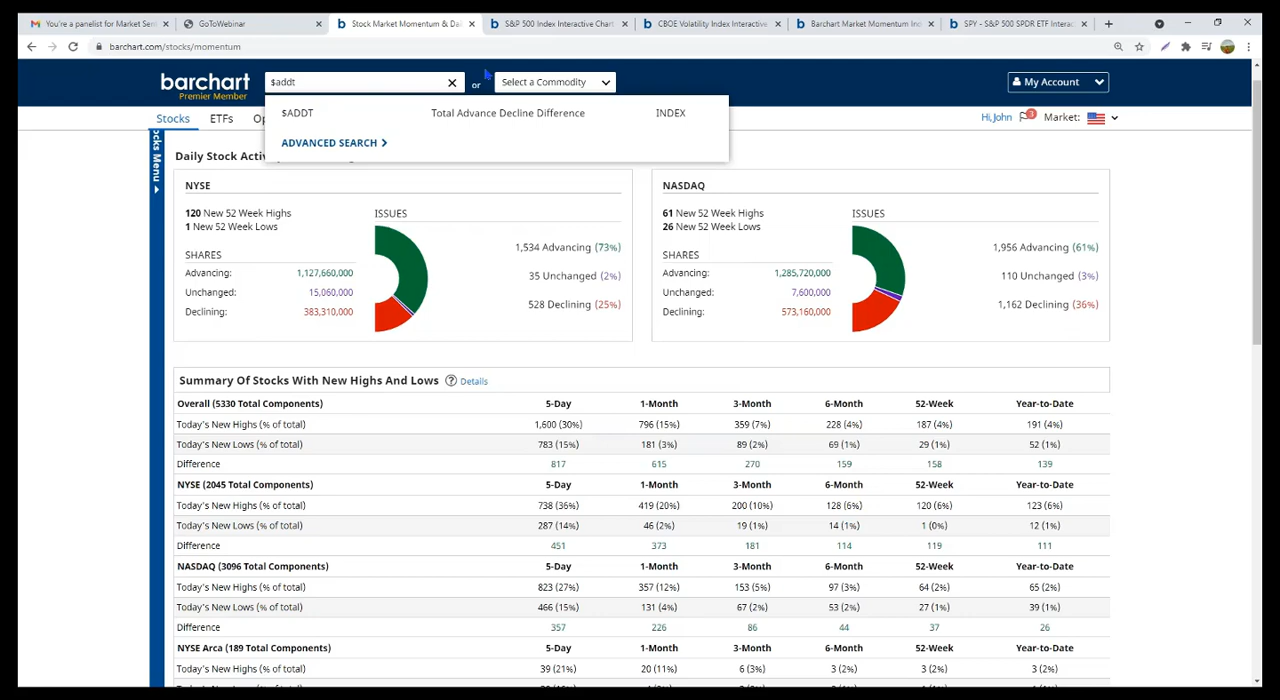 You're a panelist for Market Sent
GoToWebinar
Stock Market Momentum & Dai
S&P 500 Index Interactive Chart
CBOE Volatility Index Interactive
Barchart Market Momentum Ind
SPY - S&P 500 SPDR ETF Interac
barchart.com/stocks/momentum
barchart
Premier Member
$addt
or
Select a Commodity
My Account
$ADDT Total Advance Decline Difference INDEX
Stocks ETFs Op
Hi, John 3 Market:
ADVANCED SEARCH
Daily Stock Activ
ocks Menu
NYSE
120 New 52 Week Highs
1 New 52 Week Lows
SHARES
Advancing: 1,127,660,000
Unchanged: 15,060,000
Declining: 383,310,000
ISSUES
1,534 Advancing (73%)
35 Unchanged (2%)
528 Declining (25%)
NASDAQ
61 New 52 Week Highs
26 New 52 Week Lows
SHARES
Advancing: 1,285,720,000
Unchanged: 7,600,000
Declining: 573,160,000
ISSUES
1,956 Advancing (61%)
110 Unchanged (3%)
1,162 Declining (36%)
Summary Of Stocks With New Highs And Lows ? Details
Overall (5330 Total Components) 5-Day 1-Month 3-Month 6-Month 52-Week Year-to-Date
Today's New Highs (% of total) 1,600 (30%) 796 (15%) 359 (7%) 228 (4%) 187 (4%) 191 (4%)
Today's New Lows (% of total) 783 (15%) 181 (3%) 89 (2%) 69 (1%) 29 (1%) 52 (1%)
Difference 817 615 270 159 158 139
NYSE (2045 Total Components) 5-Day 1-Month 3-Month 6-Month 52-Week Year-to-Date
Today's New Highs (% of total) 738 (36%) 419 (20%) 200 (10%) 128 (6%) 120 (6%) 123 (6%)
Today's New Lows (% of total) 287 (14%) 46 (2%) 19 (1%) 14 (1%) 1 (0%) 12 (1%)
Difference 451 373 181 114 119 111
NASDAQ (3096 Total Components) 5-Day 1-Month 3-Month 6-Month 52-Week Year-to-Date
Today's New Highs (% of total) 823 (27%) 357 (12%) 153 (5%) 97 (3%) 64 (2%) 65 (2%)
Today's New Lows (% of total) 466 (15%) 131 (4%) 67 (2%) 53 (2%) 27 (1%) 39 (1%)
Difference 357 226 86 44 37 26
NYSE Arca (189 Total Components) 5-Day 1-Month 3-Month 6-Month 52-Week Year-to-Date
Today's New Highs (% of total) 39 (21%) 20 (11%) 6 (3%) 3 (2%) 3 (2%) 3 (2%)